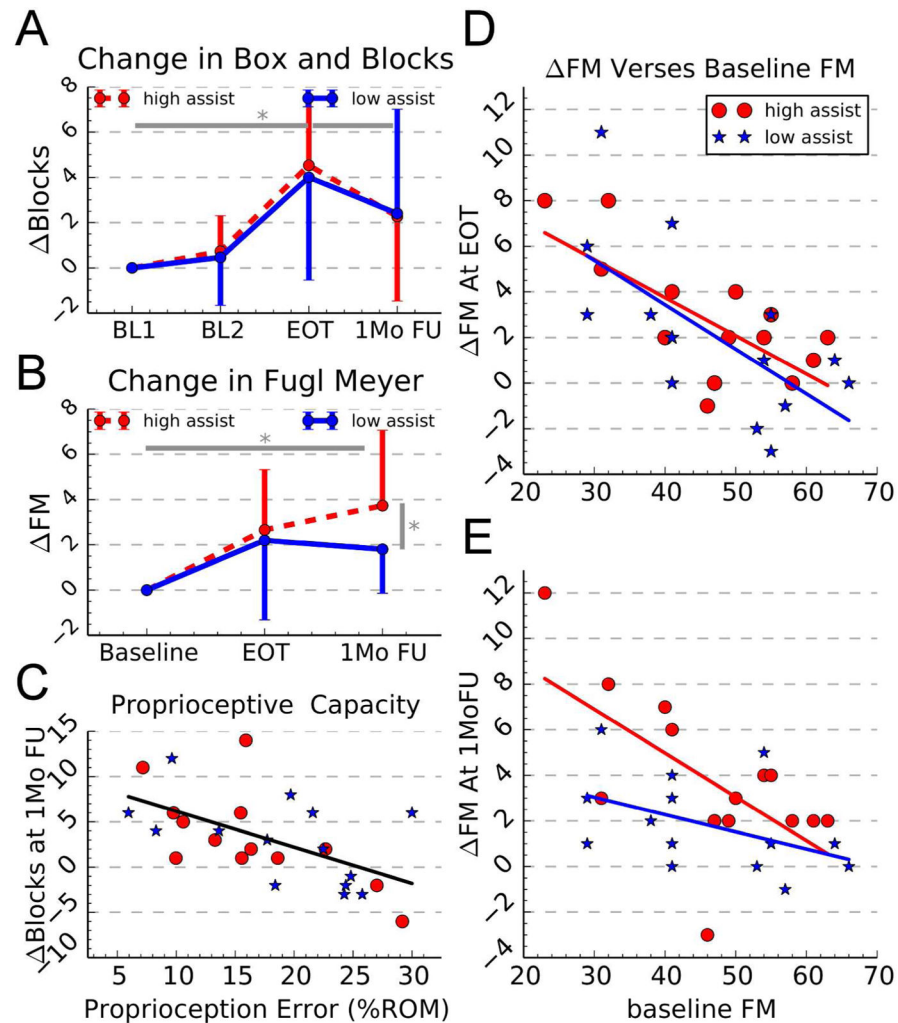 A
Change in Box and Blocks
high assist
low assist
*
ΔBlocks
8
6
4
2
0
−2
BL1 BL2 EOT 1Mo FU
B
Change in Fugl Meyer
high assist
low assist
*
*
ΔFM
8
6
4
2
0
−2
Baseline EOT 1Mo FU
C
Proprioceptive Capacity
ΔBlocks at 1Mo FU
15
10
5
0
−5
−10
5 10 15 20 25 30
Proprioception Error (%ROM)
D
ΔFM Verses Baseline FM
high assist
low assist
ΔFM At EOT
12
10
8
6
4
2
0
−2
−4
20 30 40 50 60 70
E
ΔFM At 1MoFU
12
10
8
6
4
2
0
−2
−4
20 30 40 50 60 70
baseline FM